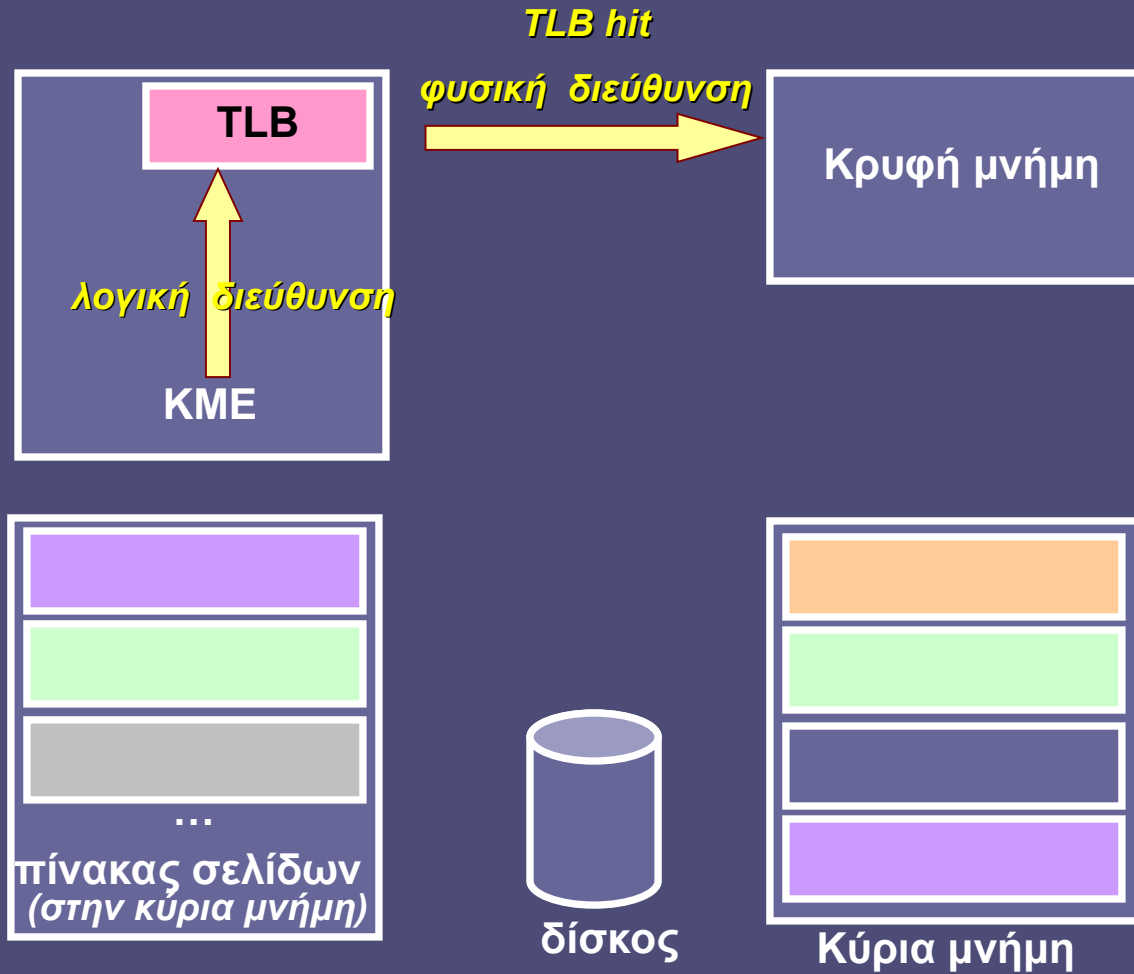 TLB hit
φυσική διεύθυνση
TLB
Κρυφή μνήμη
λογική διεύθυνση
ΚΜΕ
…
πίνακας σελίδων
(στην κύρια μνήμη)
δίσκος
Κύρια μνήμη